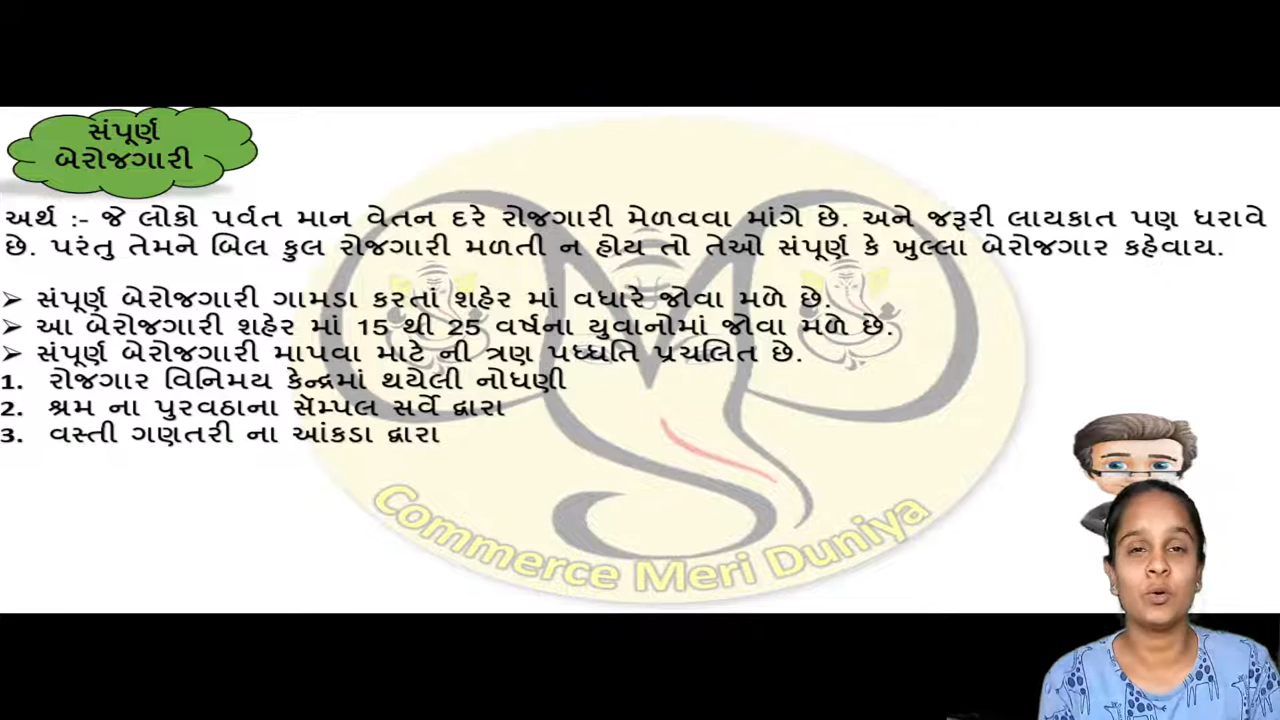 સંપૂર્ણ
બેરોજગારી
અર્થ :- જે લોકો પર્વત માન વેતન દરે રોજગારી મેળવવા માંગે છે. અને જરૂરી લાયકાત પણ ધરાવે
છે. પરંતુ તેમને બિલ કુલ રોજગારી મળતી ન હોય તો તેઓ સંપૂર્ણ કે ખુલ્લા બેરોજગાર કહેવાય.
➢ સંપૂર્ણ બેરોજગારી ગામડા કરતાં શહેર માં વધારે જોવા મળે છે.
➢ આ બેરોજગારી શહેર માં 15 થી 25 વર્ષના યુવાનોમાં જોવા મળે છે.
➢ સંપૂર્ણ બેરોજગારી માપવા માટે ની ત્રણ પધ્ધતિ પ્રચલિત છે.
1. રોજગાર વિનિમય કેન્દ્રમાં થયેલી નોધણી
2. શ્રમ ના પુરવઠાના સૅમ્પલ સર્વે દ્વારા
3. વસ્તી ગણતરી ના આંકડા દ્વારા
Commerce Meri Duniya